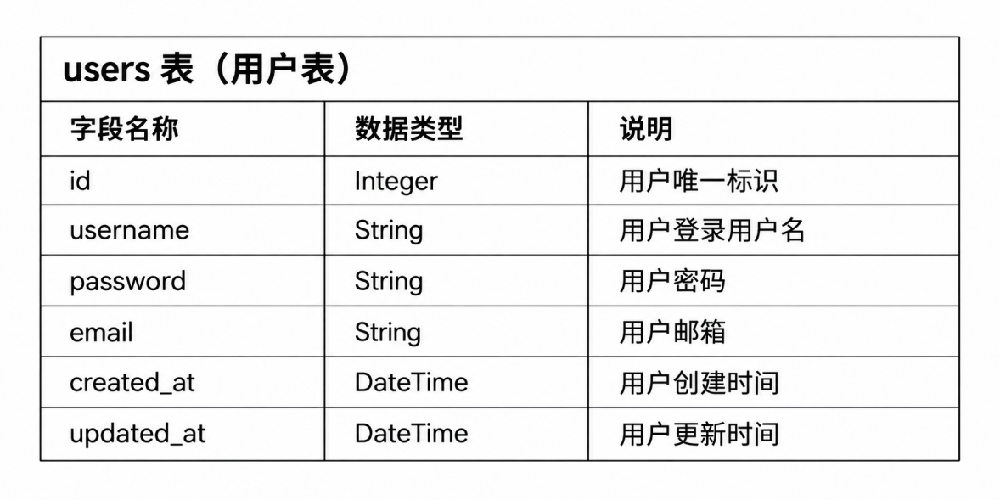 users 表（用户表）
字段名称 数据类型 说明
id Integer 用户唯一标识
username String 用户登录用户名
password String 用户密码
email String 用户邮箱
created_at DateTime 用户创建时间
updated_at DateTime 用户更新时间